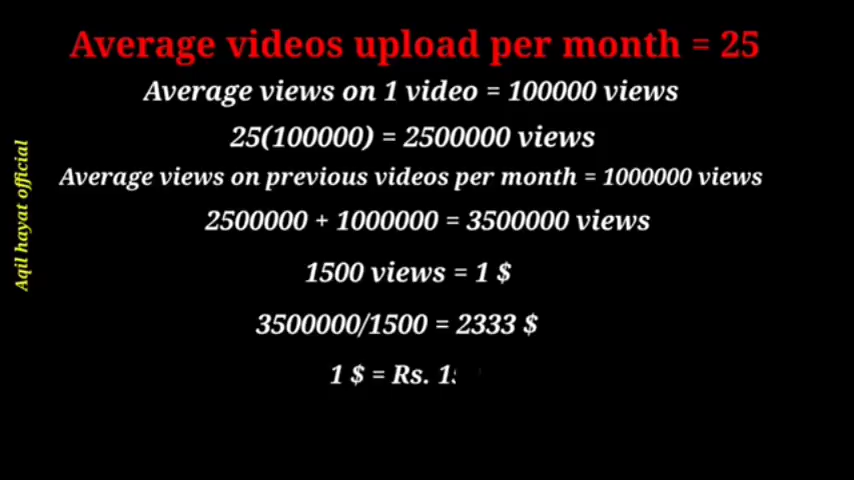 Average videos upload per month = 25
Average views on 1 video = 100000 views
25(100000) = 2500000 views
Average views on previous videos per month = 1000000 views
2500000 + 1000000 = 3500000 views
1500 views = 1 $
3500000/1500 = 2333 $
1 $ = Rs.
Aqil hayat official